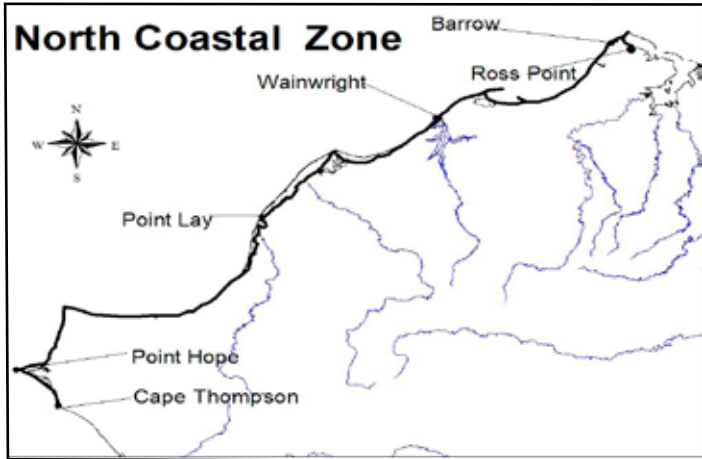 North Coastal Zone
Barrow
Ross Point
Wainwright
N
W
E
S
Point Lay
Point Hope
Cape Thompson